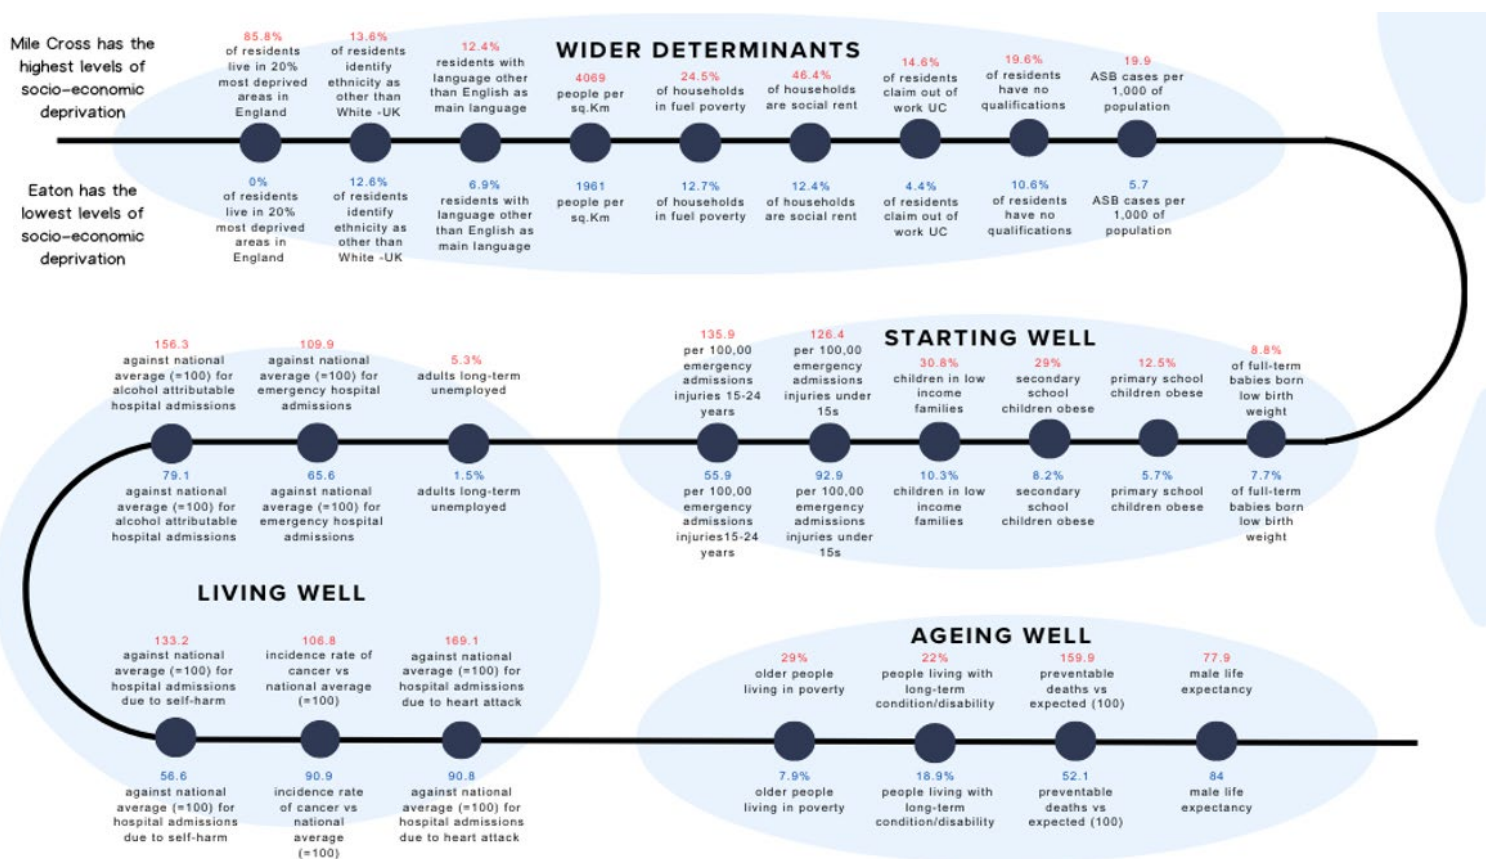 Mile Cross has the
highest levels of
socio-economic
deprivation
Eaton has the
lowest levels of
socio-economic
deprivation
WIDER DETERMINANTS
85.8%
of residents
live in 20%
most deprived
areas in
England
13.6%
of residents
identify
ethnicity as
other than
White -UK
12.4%
residents with
language other
than English as
main language
4069
people per
sq.Km
24.5%
of households
in fuel poverty
46.4%
of households
are social rent
14.6%
of residents
claim out of
work UC
19.6%
of residents
have no
qualifications
19.9
ASB cases per
1,000 of
population
0%
of residents
live in 20%
most deprived
areas in
England
12.6%
of residents
identify
ethnicity as
other than
White -UK
6.9%
residents with
language other
than English as
main language
1961
people per
sq.Km
12.7%
of households
in fuel poverty
12.4%
of households
are social rent
4.4%
of residents
claim out of
work UC
10.6%
of residents
have no
qualifications
5.7
ASB cases per
1,000 of
population
STARTING WELL
135.9
per 100,00
emergency
admissions
injuries 15-24
years
126.4
per 100,00
emergency
admissions
injuries under
15s
30.8%
children in low
income
families
29%
secondary
school
children obese
12.5%
primary school
children obese
8.8%
of full-term
babies born
low birth
weight
55.9
per 100,00
emergency
admissions
injuries15-24
years
92.9
per 100,00
emergency
admissions
injuries under
15s
10.3%
children in low
income
families
8.2%
secondary
school
children obese
5.7%
primary school
children obese
7.7%
of full-term
babies born
low birth
weight
156.3
against national
average (=100) for
alcohol attributable
hospital admissions
109.9
against national
average (=100) for
emergency hospital
admissions
5.3%
adults long-term
unemployed
79.1
against national
average (=100) for
alcohol attributable
hospital admissions
65.6
against national
average (=100) for
emergency hospital
admissions
1.5%
adults long-term
unemployed
LIVING WELL
133.2
against national
average (=100) for
hospital admissions
due to self-harm
106.8
incidence rate of
cancer vs
national average
(=100)
169.1
against national
average (=100) for
hospital admissions
due to heart attack
56.6
against national
average (=100) for
hospital admissions
due to self-harm
90.9
incidence rate
of cancer vs
national
average
(=100)
90.8
against national
average (=100) for
hospital admissions
due to heart attack
AGEING WELL
29%
older people
living in poverty
22%
people living with
long-term
condition/disability
159.9
preventable
deaths vs
expected (100)
77.9
male life
expectancy
7.9%
older people
living in poverty
18.9%
people living with
long-term
condition/disability
52.1
preventable
deaths vs
expected (100)
84
male life
expectancy